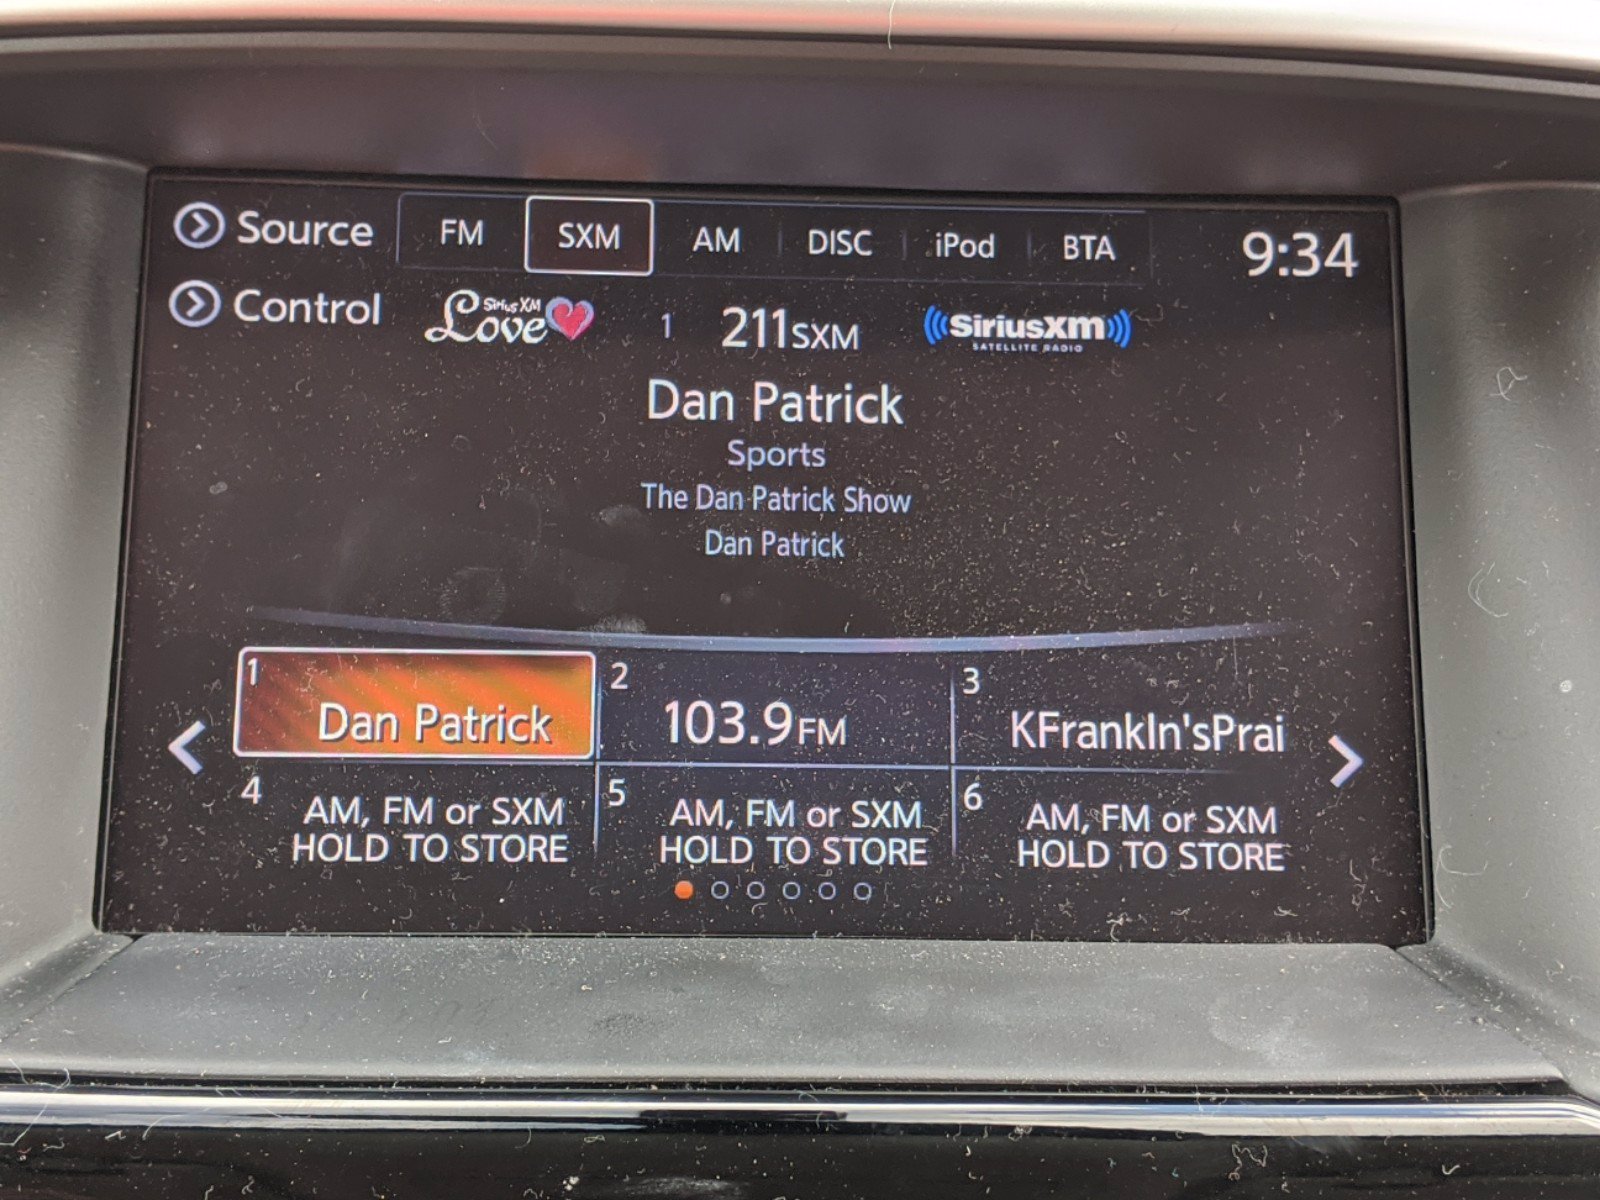 Source FM SXM AM DISC iPod BTA 9:34
Control SiriusXM Love 1 211SXM SiriusXM
SATELLITE RADIO
Dan Patrick
Sports
The Dan Patrick Show
Dan Patrick
1 Dan Patrick 2 103.9FM 3 KFrankIn'sPrai
4 AM, FM or SXM 5 AM, FM or SXM 6 AM, FM or SXM
HOLD TO STORE HOLD TO STORE HOLD TO STORE